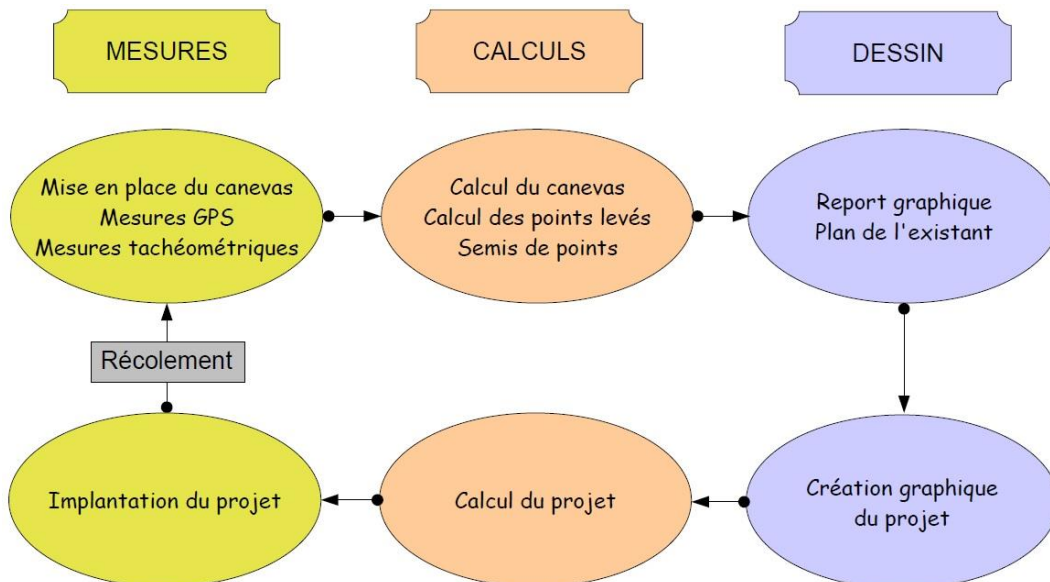 MESURES
CALCULS
DESSIN
Mise en place du canevas
Mesures GPS
Mesures tachéométriques
Calcul du canevas
Calcul des points levés
Semis de points
Report graphique
Plan de l'existant
Récolement
Implantation du projet
Calcul du projet
Création graphique
du projet